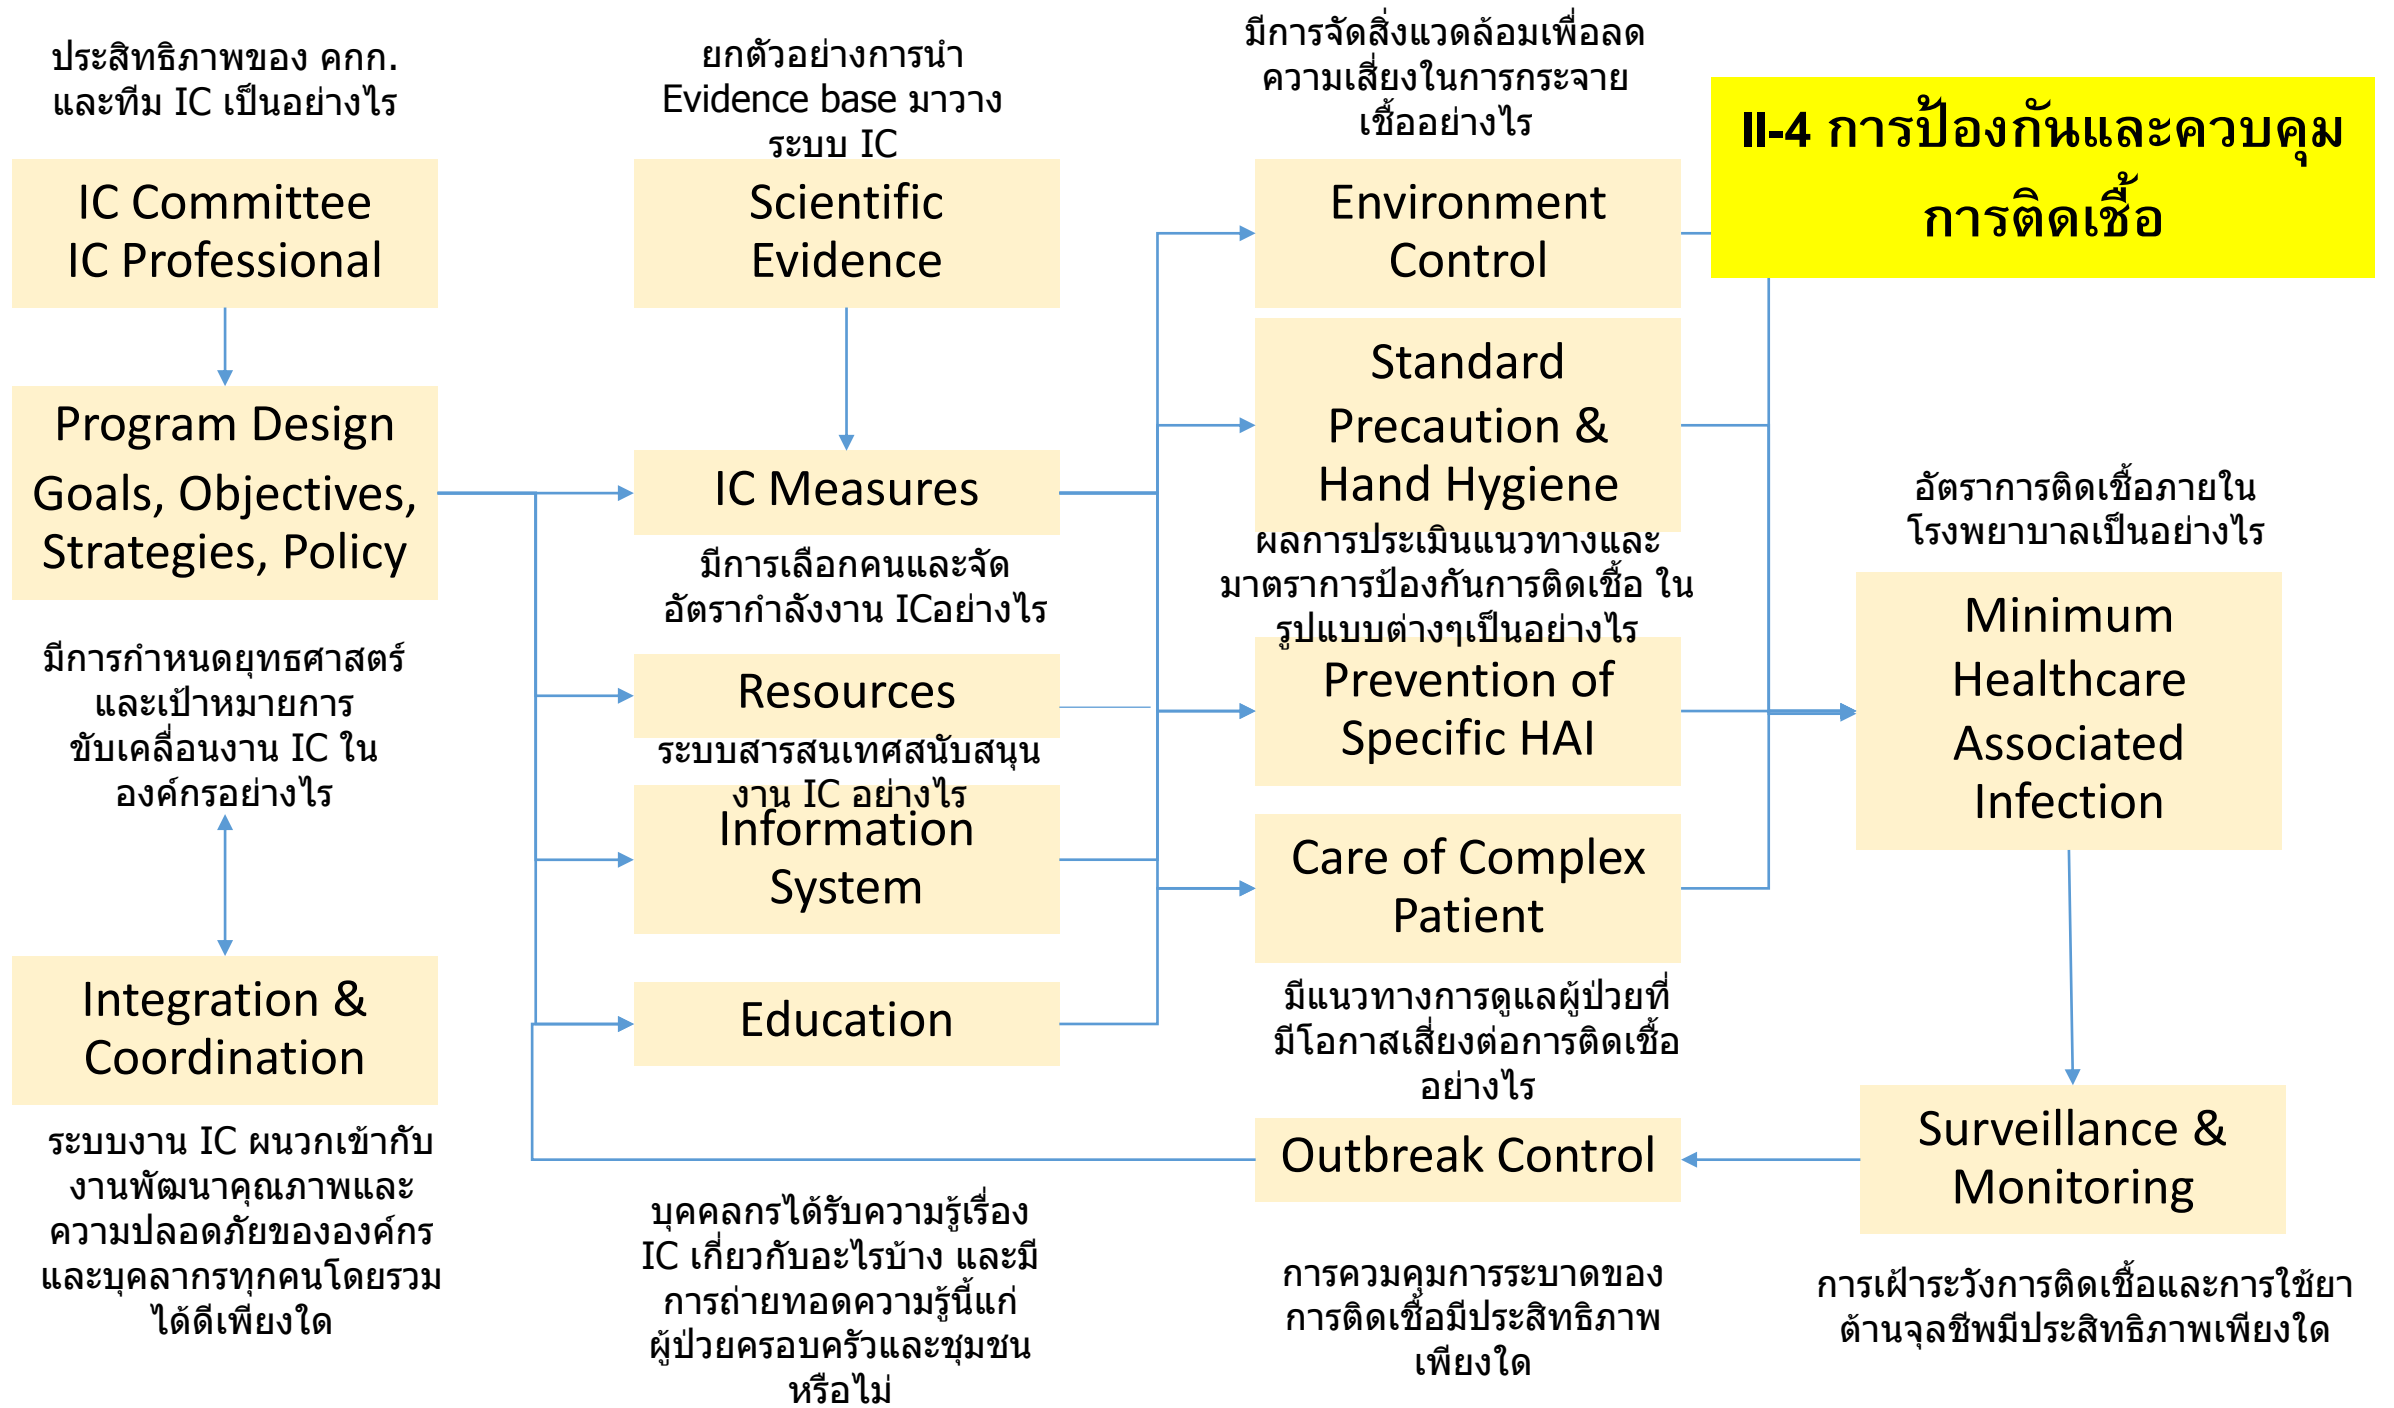 ประสิทธิภาพของ คกก.
และทีม IC เป็นอย่างไร
IC Committee
IC Professional
Program Design
Goals, Objectives,
Strategies, Policy
มีการกำหนดยุทธศาสตร์
และเป้าหมายการ
ขับเคลื่อนงาน IC ใน
องค์กรอย่างไร
Integration &
Coordination
ระบบงาน IC ผนวกเข้ากับ
งานพัฒนาคุณภาพและ
ความปลอดภัยขององค์กร
และบุคลากรทุกคนโดยรวม
ได้ดีเพียงใด
ยกตัวอย่างการนำ
Evidence base มาวาง
ระบบ IC
Scientific
Evidence
IC Measures
มีการเลือกคนและจัด
อัตรากำลังงาน ICอย่างไร
Resources
ระบบสารสนเทศสนับสนุน
งาน IC อย่างไร
Information
System
Education
บุคคลกรได้รับความรู้เรื่อง
IC เกี่ยวกับอะไรบ้าง และมี
การถ่ายทอดความรู้นี้แก่
ผู้ป่วยครอบครัวและชุมชน
หรือไม่
มีการจัดสิ่งแวดล้อมเพื่อลด
ความเสี่ยงในการกระจาย
เชื้ออย่างไร
Environment
Control
Standard
Precaution &
Hand Hygiene
ผลการประเมินแนวทางและ
มาตราการป้องกันการติดเชื้อ ใน
รูปแบบต่างๆเป็นอย่างไร
Prevention of
Specific HAI
Care of Complex
Patient
มีแนวทางการดูแลผู้ป่วยที่
มีโอกาสเสี่ยงต่อการติดเชื้อ
อย่างไร
Outbreak Control
การควมคุมการระบาดของ
การติดเชื้อมีประสิทธิภาพ
เพียงใด
II-4 การป้องกันและควบคุม
การติดเชื้อ
อัตราการติดเชื้อภายใน
โรงพยาบาลเป็นอย่างไร
Minimum
Healthcare
Associated
Infection
Surveillance &
Monitoring
การเฝ้าระวังการติดเชื้อและการใช้ยา
ต้านจุลชีพมีประสิทธิภาพเพียงใด